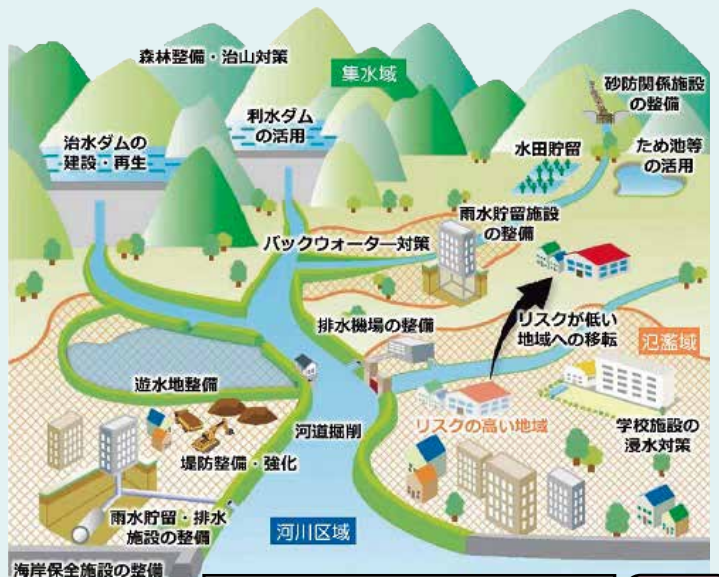 森林整備・治山対策
集水域
砂防関係施設
の整備
治水ダムの
建設・再生
利水ダム
の活用
水田貯留
ため池等
の活用
雨水貯留施設
の整備
バックウォーター対策
排水機場の整備
リスクが低い
地域への移転
氾濫域
遊水地整備
リスクの高い地域
学校施設の
浸水対策
河道掘削
堤防整備・強化
雨水貯留・排水
施設の整備
河川区域
海岸保全施設の整備